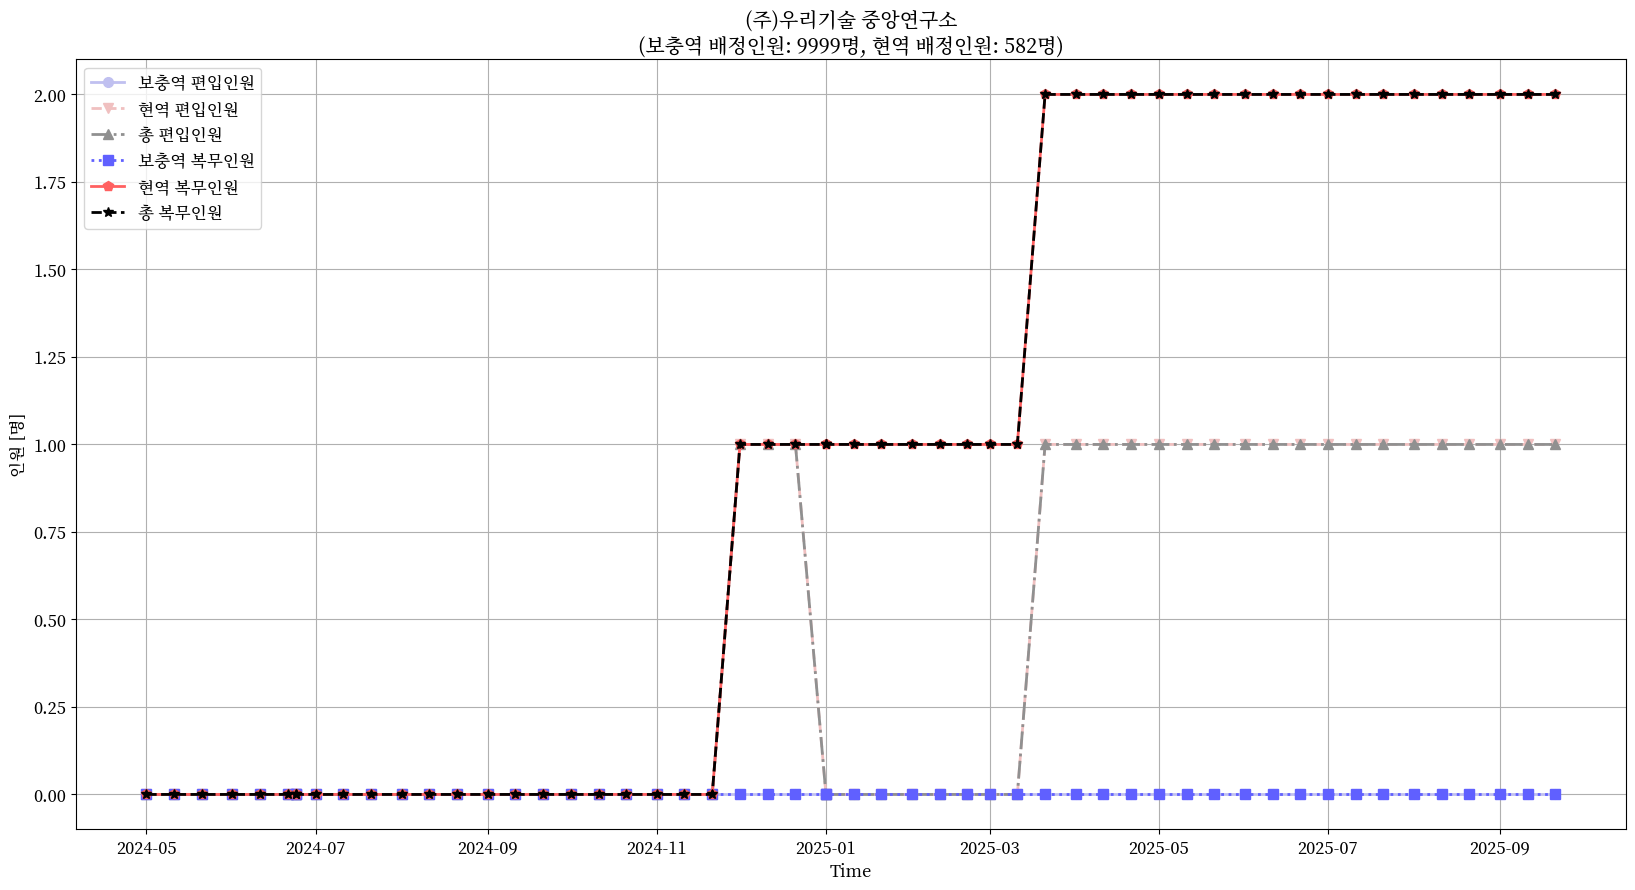 (주)우리기술 중앙연구소
(보충역 배정인원: 9999명, 현역 배정인원: 582명)
보충역 편입인원
현역 편입인원
총 편입인원
보충역 복무인원
현역 복무인원
총 복무인원
2.00
1.75
1.50
1.25
1.00
0.75
0.50
0.25
0.00
인원 [명]
2024-05 2024-07 2024-09 2024-11 2025-01 2025-03 2025-05 2025-07 2025-09
Time